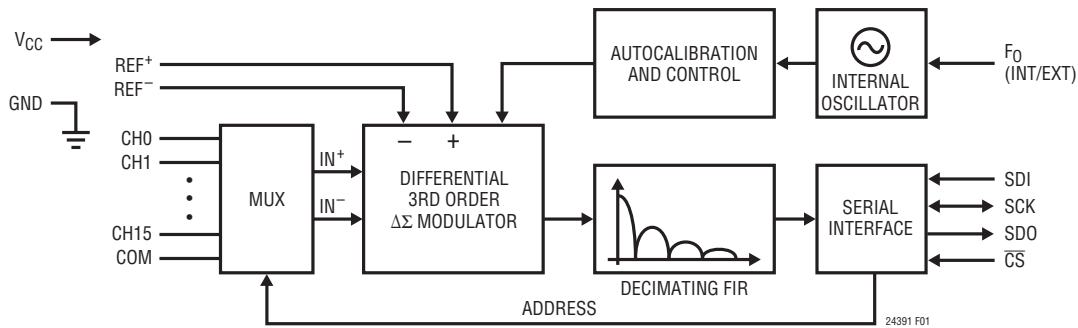 V_CC
REF+
REF−
GND
CH0
CH1
CH15
COM
MUX
IN+
IN−
− +
DIFFERENTIAL
3RD ORDER
ΔΣ MODULATOR
AUTOCALIBRATION
AND CONTROL
INTERNAL
OSCILLATOR
F_O
(INT/EXT)
DECIMATING FIR
SERIAL
INTERFACE
SDI
SCK
SDO
C̅S̅
ADDRESS
24391 F01